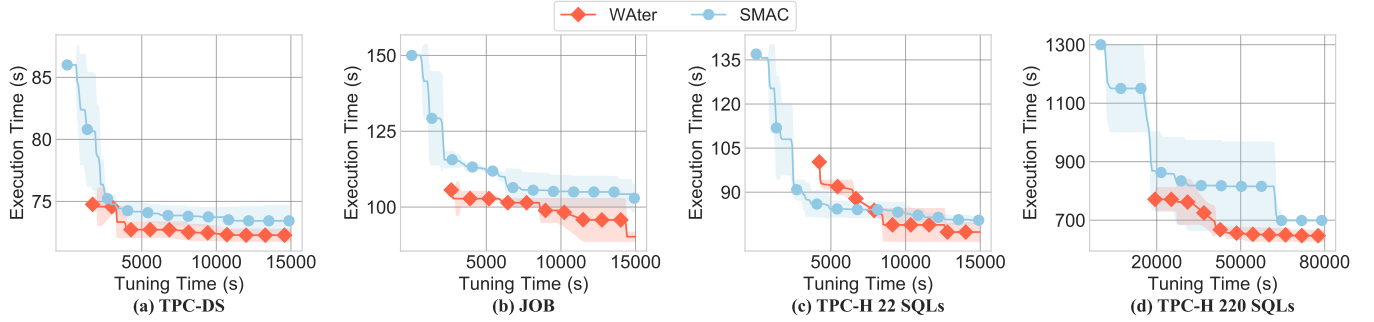 WAter SMAC
Execution Time (s)
85
80
75
5000 10000 15000
Tuning Time (s)
(a) TPC-DS
Execution Time (s)
150
125
100
5000 10000 15000
Tuning Time (s)
(b) JOB
Execution Time (s)
135
120
105
90
5000 10000 15000
Tuning Time (s)
(c) TPC-H 22 SQLs
Execution Time (s)
1300
1100
900
700
20000 50000 80000
Tuning Time (s)
(d) TPC-H 220 SQLs